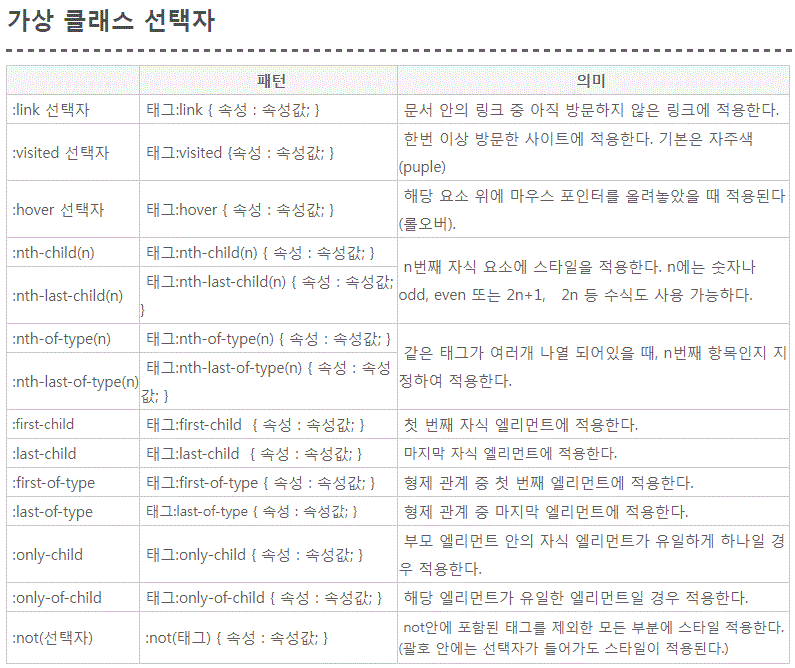 가상 클래스 선택자
패턴
의미
:link 선택자
태그:link { 속성 : 속성값; }
문서 안의 링크 중 아직 방문하지 않은 링크에 적용한다.
:visited 선택자
태그:visited {속성 : 속성값; }
한번 이상 방문한 사이트에 적용한다. 기본은 자주색
(puple)
:hover 선택자
태그:hover { 속성 : 속성값; }
해당 요소 위에 마우스 포인터를 올려놓았을 때 적용된다
(롤오버).
:nth-child(n)
태그:nth-child(n) { 속성 : 속성값; }
:nth-last-child(n)
태그:nth-last-child(n) { 속성 : 속성값;
}
n번째 자식 요소에 스타일을 적용한다. n에는 숫자나
odd, even 또는 2n+1, 2n 등 수식도 사용 가능하다.
:nth-of-type(n)
태그:nth-of-type(n) { 속성 : 속성값; }
:nth-last-of-type(n)
태그:nth-last-of-type(n) { 속성 : 속성
값; }
같은 태그가 여러개 나열 되어있을 때, n번째 항목인지 지
정하여 적용한다.
:first-child
태그:first-child { 속성 : 속성값; }
첫 번째 자식 엘리먼트에 적용한다.
:last-child
태그:last-child { 속성 : 속성값; }
마지막 자식 엘리먼트에 적용한다.
:first-of-type
태그:first-of-type { 속성 : 속성값; }
형제 관계 중 첫 번째 엘리먼트에 적용한다.
:last-of-type
태그:last-of-type { 속성 : 속성값; }
형제 관계 중 마지막 엘리먼트에 적용한다.
:only-child
태그:only-child { 속성 : 속성값; }
부모 엘리먼트 안의 자식 엘리먼트가 유일하게 하나일 경
우 적용한다.
:only-of-child
태그:only-of-child { 속성 : 속성값; }
해당 엘리먼트가 유일한 엘리먼트일 경우 적용한다.
:not(선택자)
:not(태그) { 속성 : 속성값; }
not안에 포함된 태그를 제외한 모든 부분에 스타일 적용한다.
(괄호 안에는 선택자가 들어가도 스타일이 적용된다.)